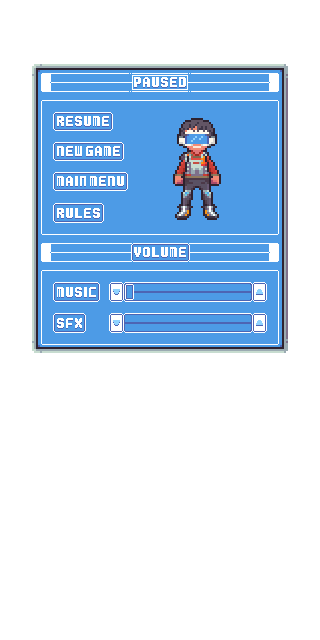 PAUSED
RESUME
NEW GAME
MAIN MENU
RULES
VOLUME
MUSIC
SFX